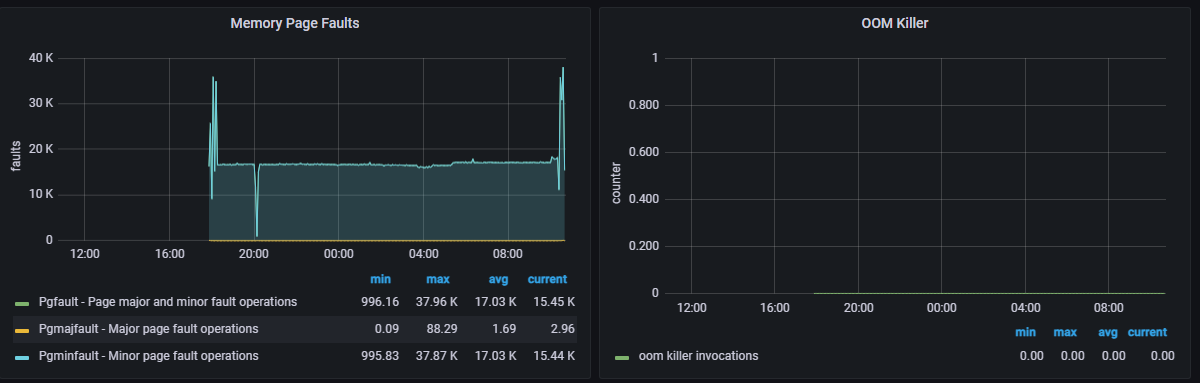 Memory Page Faults
40 K
30 K
20 K
10 K
0
faults
12:00 16:00 20:00 00:00 04:00 08:00
min max avg current
Pgfault - Page major and minor fault operations 996.16 37.96 K 17.03 K 15.45 K
Pgmajfault - Major page fault operations 0.09 88.29 1.69 2.96
Pgminfault - Minor page fault operations 995.83 37.87 K 17.03 K 15.44 K
OOM Killer
1
0.800
0.600
0.400
0.200
0
counter
12:00 16:00 20:00 00:00 04:00 08:00
min max avg current
oom killer invocations 0.00 0.00 0.00 0.00